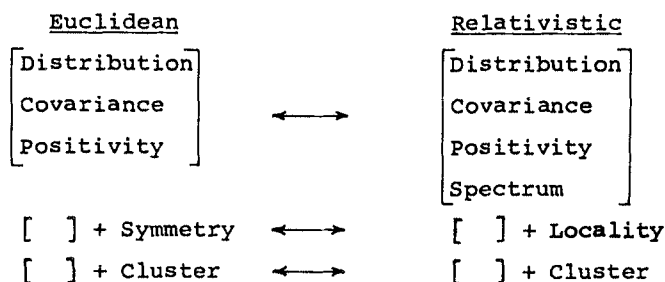 Euclidean Relativistic
Distribution Distribution
Covariance ⟷ Covariance
Positivity Positivity
Spectrum
[ ] + Symmetry ⟷ [ ] + Locality
[ ] + Cluster ⟷ [ ] + Cluster